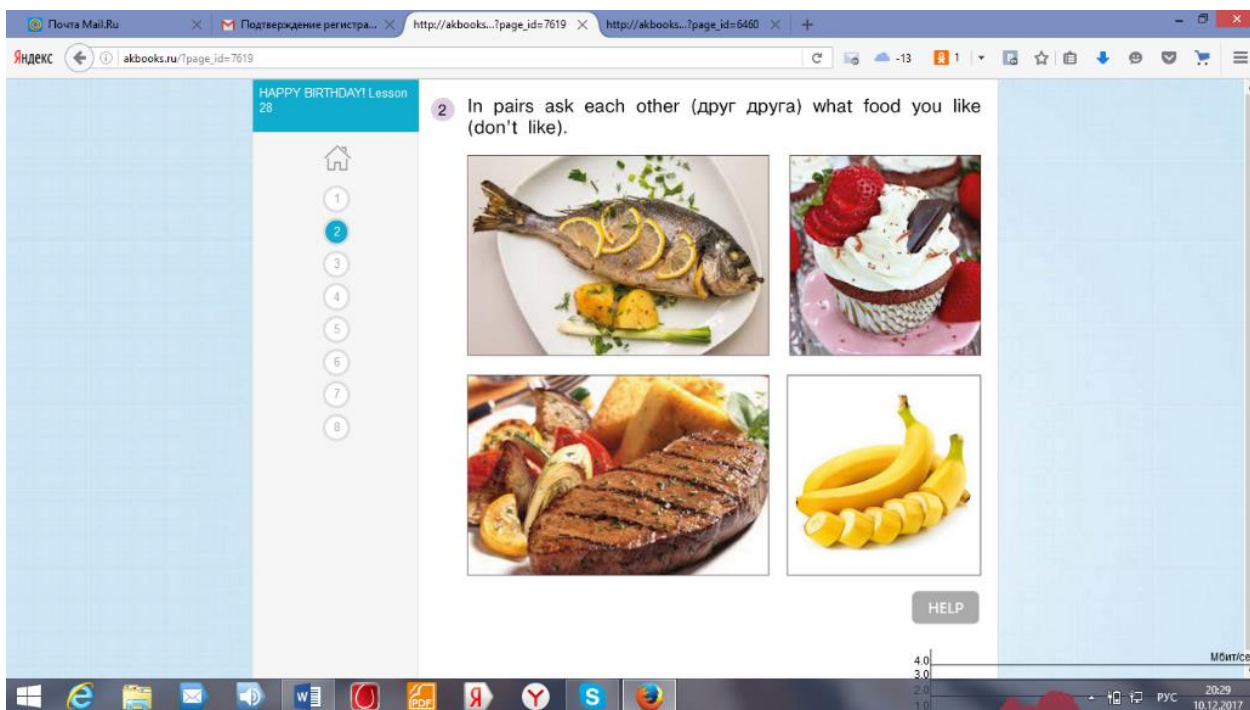 Почта Mail.Ru
Подтверждение регистра...
http://akbooks...?page_id=7619
http://akbooks...?page_id=6460
Яндекс
akbooks.ru/?page_id=7619
-13
1
HAPPY BIRTHDAY! Lesson
28
1
2
3
4
5
6
7
8
2 In pairs ask each other (друг друга) what food you like
(don't like).
HELP
4.0
Мбит/се
3.0
2.0
1.0
W
PDF
Я
Y
S
РУС
20:29
10.12.2017